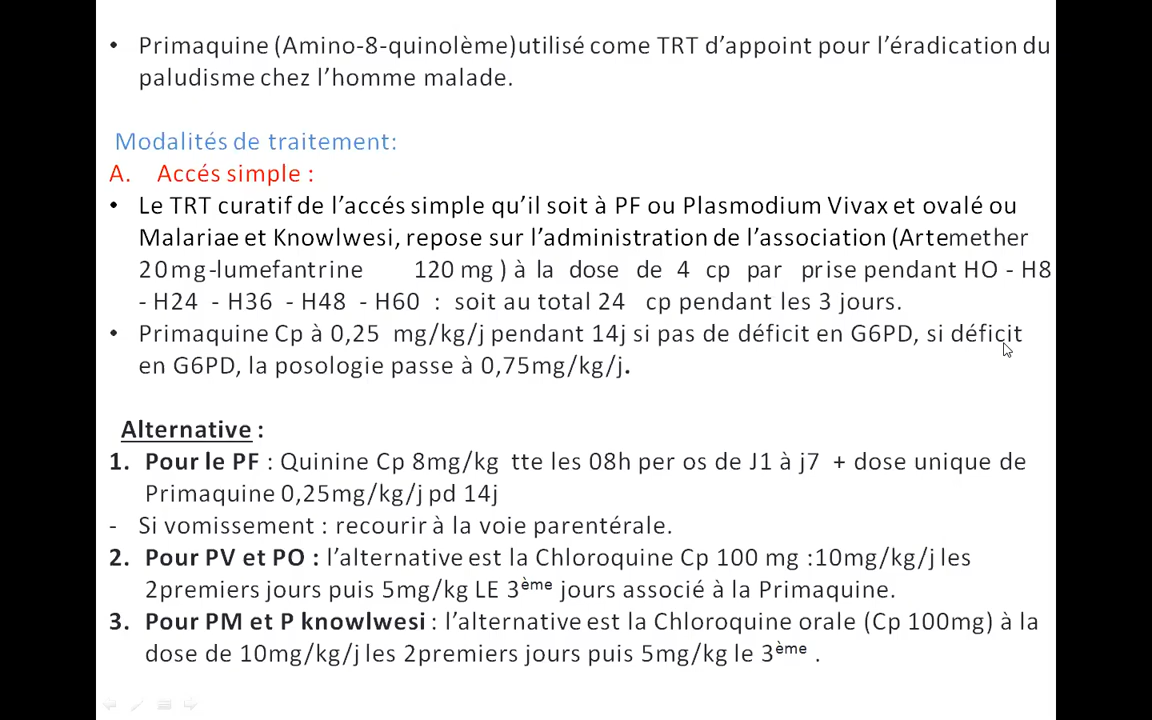 • Primaquine (Amino-8-quinolème)utilisé come TRT d’appoint pour l’éradication du
paludisme chez l’homme malade.
Modalités de traitement:
A. Accés simple :
• Le TRT curatif de l’accés simple qu’il soit à PF ou Plasmodium Vivax et ovalé ou
Malariae et Knowlwesi, repose sur l’administration de l’association (Artemether
20mg-lumefantrine 120 mg ) à la dose de 4 cp par prise pendant HO - H8
- H24 - H36 - H48 - H60 : soit au total 24 cp pendant les 3 jours.
• Primaquine Cp à 0,25 mg/kg/j pendant 14j si pas de déficit en G6PD, si déficit
en G6PD, la posologie passe à 0,75mg/kg/j.
Alternative :
1. Pour le PF : Quinine Cp 8mg/kg tte les 08h per os de J1 à j7 + dose unique de
Primaquine 0,25mg/kg/j pd 14j
- Si vomissement : recourir à la voie parentérale.
2. Pour PV et PO : l’alternative est la Chloroquine Cp 100 mg :10mg/kg/j les
2premiers jours puis 5mg/kg LE 3ème jours associé à la Primaquine.
3. Pour PM et P knowlwesi : l’alternative est la Chloroquine orale (Cp 100mg) à la
dose de 10mg/kg/j les 2premiers jours puis 5mg/kg le 3ème .